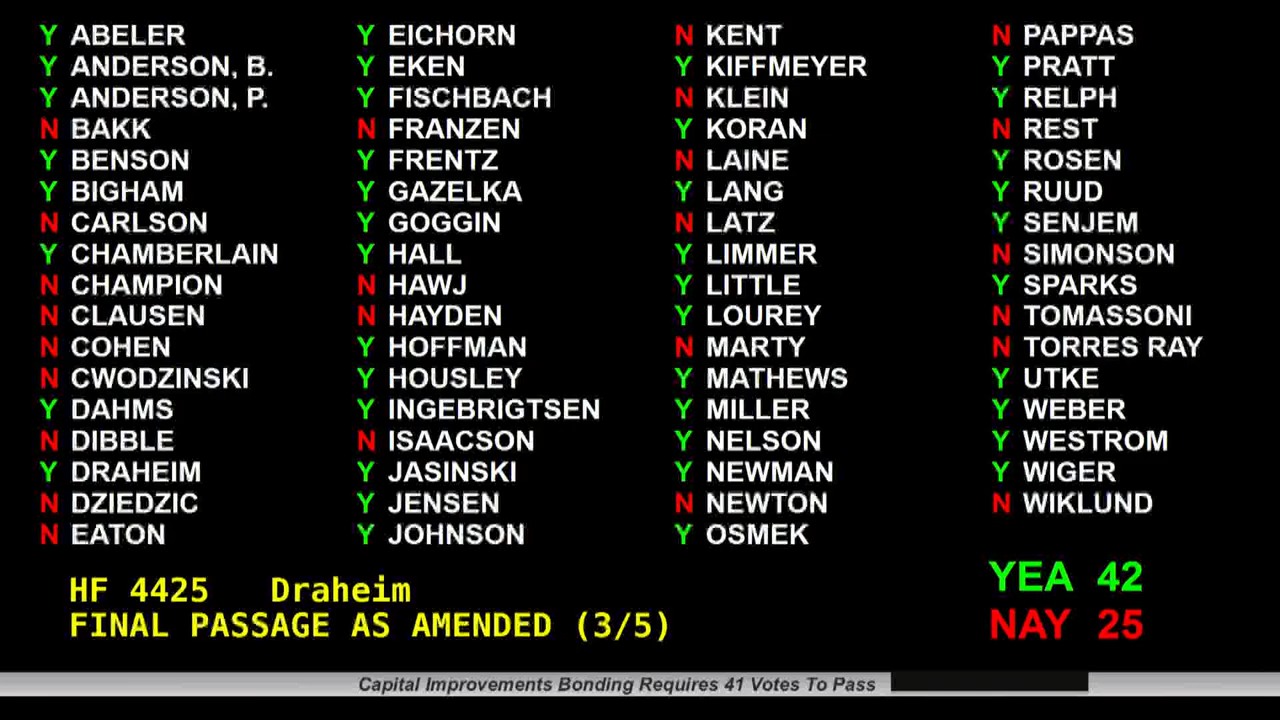 Y ABELER
Y ANDERSON, B.
Y ANDERSON, P.
N BAKK
Y BENSON
Y BIGHAM
N CARLSON
Y CHAMBERLAIN
N CHAMPION
N CLAUSEN
N COHEN
N CWODZINSKI
Y DAHMS
N DIBBLE
Y DRAHEIM
N DZIEDZIC
N EATON
Y EICHORN
Y EKEN
Y FISCHBACH
N FRANZEN
Y FRENTZ
Y GAZELKA
Y GOGGIN
Y HALL
N HAWJ
N HAYDEN
Y HOFFMAN
Y HOUSLEY
Y INGEBRIGTSEN
N ISAACSON
Y JASINSKI
Y JENSEN
Y JOHNSON
N KENT
Y KIFFMEYER
N KLEIN
Y KORAN
N LAINE
Y LANG
N LATZ
Y LIMMER
Y LITTLE
Y LOUREY
N MARTY
Y MATHEWS
Y MILLER
Y NELSON
Y NEWMAN
N NEWTON
Y OSMEK
N PAPPAS
Y PRATT
Y RELPH
N REST
Y ROSEN
Y RUUD
Y SENJEM
N SIMONSON
Y SPARKS
N TOMASSONI
N TORRES RAY
Y UTKE
Y WEBER
Y WESTROM
Y WIGER
N WIKLUND
HF 4425 Draheim
FINAL PASSAGE AS AMENDED (3/5)
YEA 42
NAY 25
Capital Improvements Bonding Requires 41 Votes To Pass